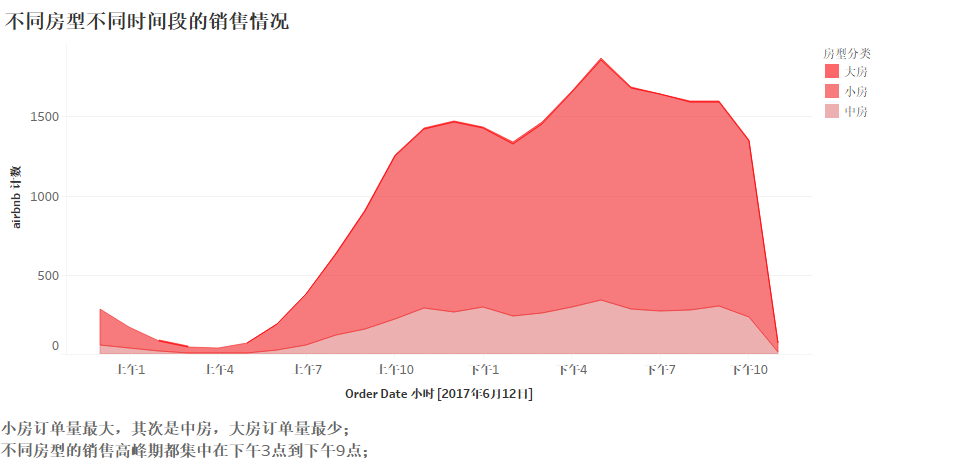 不同房型不同时间段的销售情况
房型分类
大房
小房
中房
1500
1000
500
0
airbnb 计数
上午1 上午4 上午7 上午10 下午1 下午4 下午7 下午10
Order Date 小时 [2017年6月12日]
小房订单量最大，其次是中房，大房订单量最少；
不同房型的销售高峰期都集中在下午3点到下午9点；